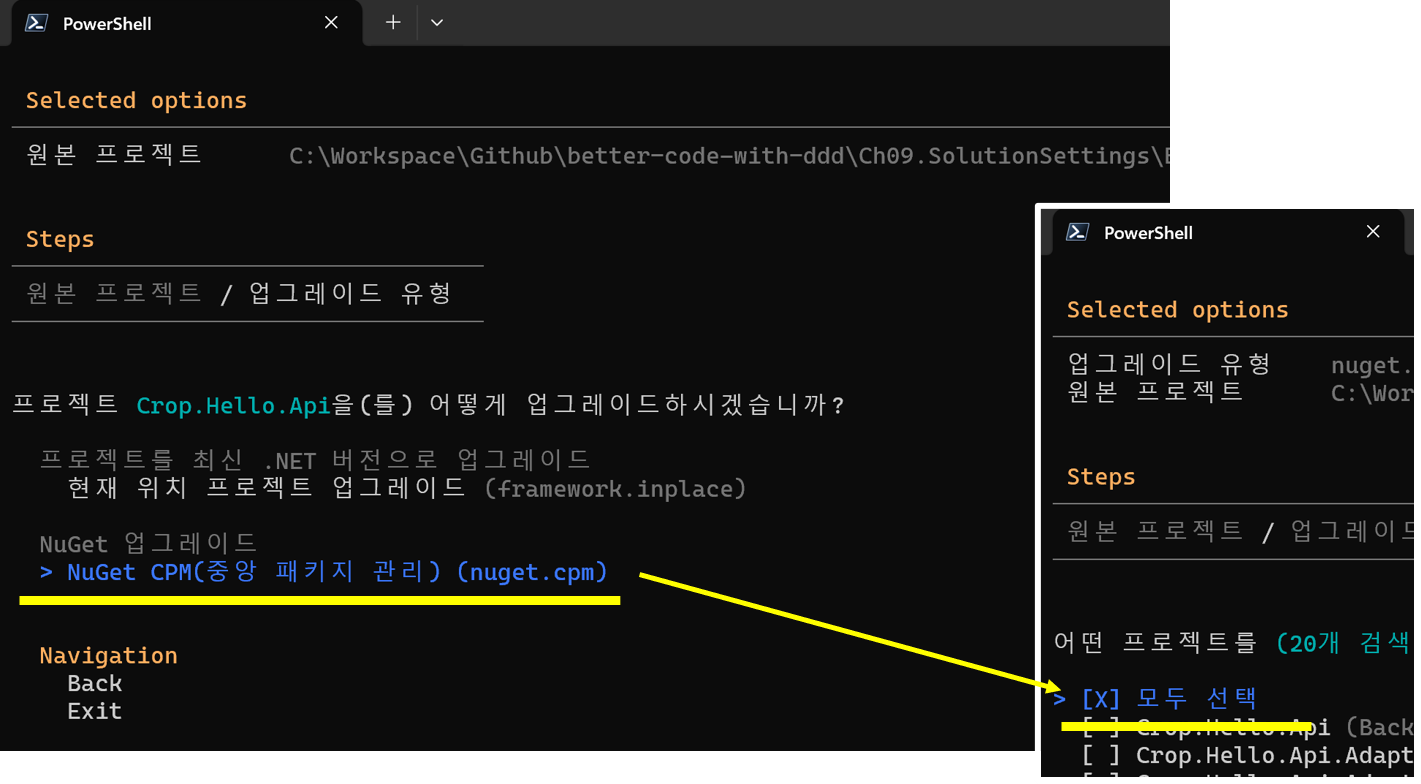 PowerShell
Selected options
원본 프로젝트 C:\Workspace\Github\better-code-with-ddd\Ch09.SolutionSettings\
Steps
원본 프로젝트 / 업그레이드 유형
프로젝트 Crop.Hello.Api을(를) 어떻게 업그레이드하시겠습니까?
프로젝트를 최신 .NET 버전으로 업그레이드
현재 위치 프로젝트 업그레이드 (framework.inplace)
NuGet 업그레이드
> NuGet CPM(중앙 패키지 관리) (nuget.cpm)
Navigation
Back
Exit
PowerShell
Selected options
업그레이드 유형 nuget.
원본 프로젝트 C:\Wor
Steps
원본 프로젝트 / 업그레이드
어떤 프로젝트를 (20개 검색
> [X] 모두 선택
[ ] Crop.Hello.Api (Back
[ ] Crop.Hello.Api.Adapt